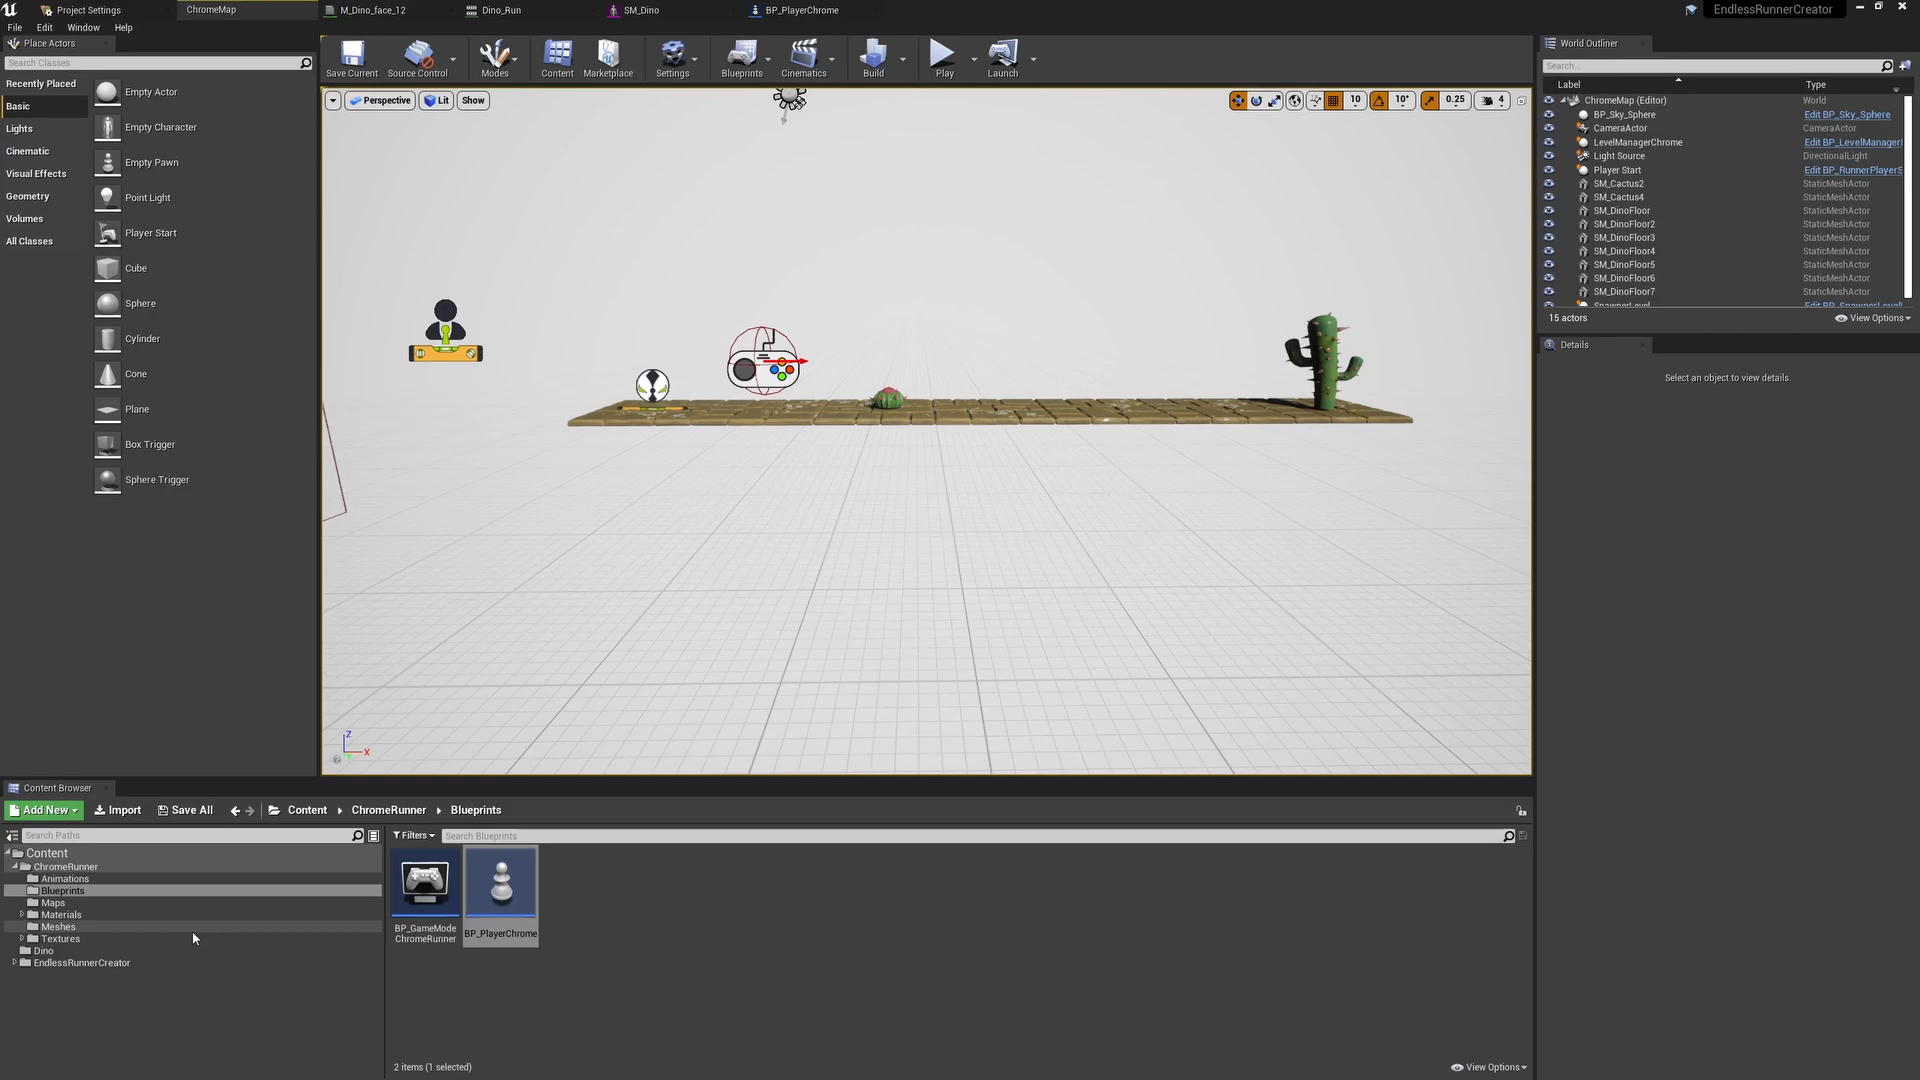 Project Settings
ChromeMap
M_Dino_face_12
Dino_Run
SM_Dino
BP_PlayerChrome
EndlessRunnerCreator
File
Edit
Window
Help
Place Actors
Search Classes
Recently Placed
Basic
Lights
Cinematic
Visual Effects
Geometry
Volumes
All Classes
Empty Actor
Empty Character
Empty Pawn
Point Light
Player Start
Cube
Sphere
Cylinder
Cone
Plane
Box Trigger
Sphere Trigger
Save Current
Source Control
Modes
Content
Marketplace
Settings
Blueprints
Cinematics
Build
Play
Launch
Perspective
Lit
Show
10
10°
0.25
4
Z
X
World Outliner
Search...
Label
Type
ChromeMap (Editor)
World
BP_Sky_Sphere
Edit BP_Sky_Sphere
CameraActor
CameraActor
LevelManagerChrome
Edit BP_LevelManager
Light Source
DirectionalLight
Player Start
Edit BP_RunnerPlayerS
SM_Cactus2
StaticMeshActor
SM_Cactus4
StaticMeshActor
SM_DinoFloor
StaticMeshActor
SM_DinoFloor2
StaticMeshActor
SM_DinoFloor3
StaticMeshActor
SM_DinoFloor4
StaticMeshActor
SM_DinoFloor5
StaticMeshActor
SM_DinoFloor6
StaticMeshActor
SM_DinoFloor7
StaticMeshActor
SpawnerLevel
Edit BP_SpawnerLevel
15 actors
View Options
Details
Select an object to view details.
Content Browser
Add New
Import
Save All
Content
ChromeRunner
Blueprints
Search Paths
Filters
Search Blueprints
Content
ChromeRunner
Animations
Blueprints
Maps
Materials
Meshes
Textures
Dino
EndlessRunnerCreator
BP_GameMode
ChromeRunner
BP_PlayerChrome
2 items (1 selected)
View Options